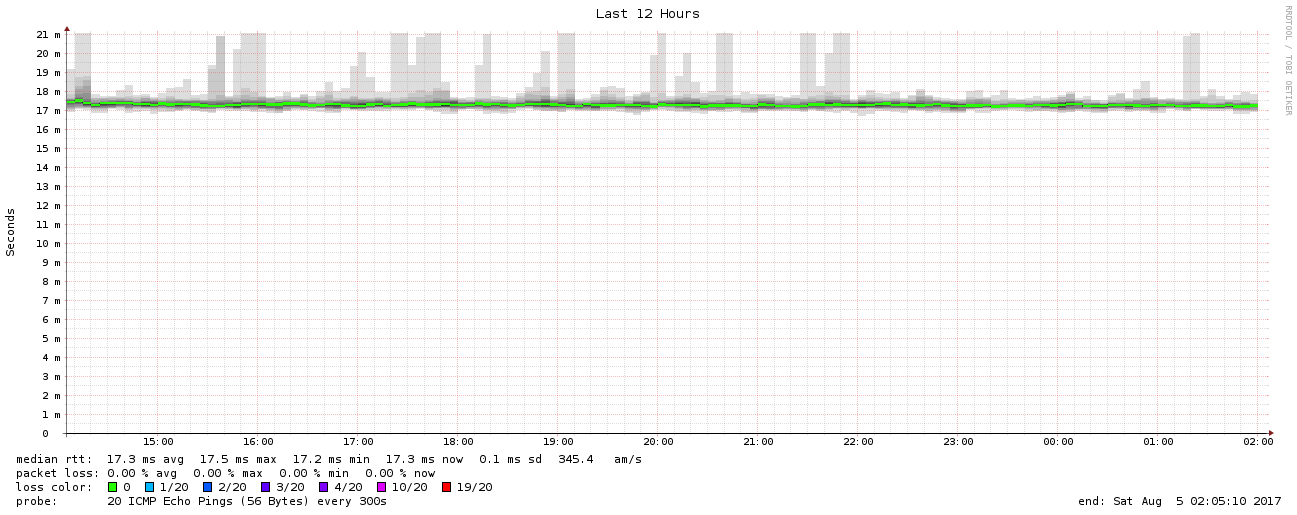 Last 12 Hours
RRDTOOL / TOBI OETIKER
Seconds
21 m
20 m
19 m
18 m
17 m
16 m
15 m
14 m
13 m
12 m
11 m
10 m
9 m
8 m
7 m
6 m
5 m
4 m
3 m
2 m
1 m
0
15:00 16:00 17:00 18:00 19:00 20:00 21:00 22:00 23:00 00:00 01:00 02:00
median rtt: 17.3 ms avg 17.5 ms max 17.2 ms min 17.3 ms now 0.1 ms sd 345.4 am/s
packet loss: 0.00 % avg 0.00 % max 0.00 % min 0.00 % now
loss color: 0 1/20 2/20 3/20 4/20 10/20 19/20
probe: 20 ICMP Echo Pings (56 Bytes) every 300s end: Sat Aug 5 02:05:10 2017